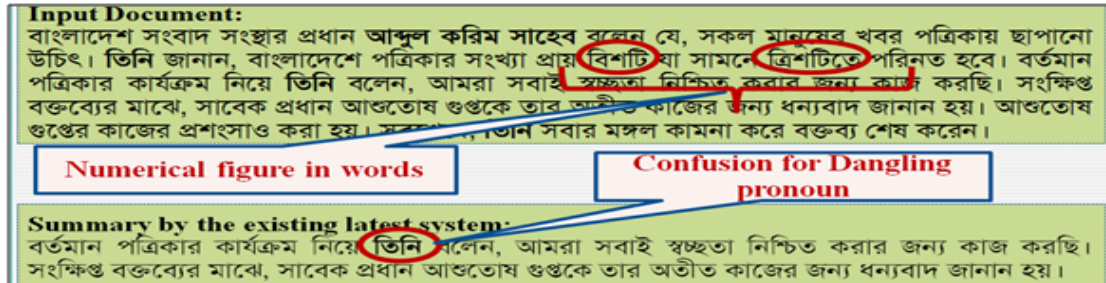 Input Document:
বাংলাদেশ সংবাদ সংস্থার প্রধান আব্দুল করিম সাহেব বলেন যে, সকল মানুষের খবর পত্রিকায় ছাপানো
উচিৎ। তিনি জানান, বাংলাদেশে পত্রিকার সংখ্যা প্রায় বিশটি যা সামনে ত্রিশটিতে পরিনত হবে। বর্তমান
পত্রিকার কার্যক্রম নিয়ে তিনি বলেন, আমরা সবাই স্বচ্ছতা নিশ্চিত করার জন্য কাজ করছি। সংক্ষিপ্ত
বক্তব্যের মাঝে, সাবেক প্রধান আশুতোষ গুপ্তকে তার অতীত কাজের জন্য ধন্যবাদ জানান হয়। আশুতোষ
গুপ্তের কাজের প্রশংসাও করা হয়। তিনি সবার মঙ্গল কামনা করে বক্তব্য শেষ করেন।
Numerical figure in words
Confusion for Dangling
pronoun
Summary by the existing latest system:
বর্তমান পত্রিকার কার্যক্রম নিয়ে তিনি বলেন, আমরা সবাই স্বচ্ছতা নিশ্চিত করার জন্য কাজ করছি।
সংক্ষিপ্ত বক্তব্যের মাঝে, সাবেক প্রধান আশুতোষ গুপ্তকে তার অতীত কাজের জন্য ধন্যবাদ জানান হয়।